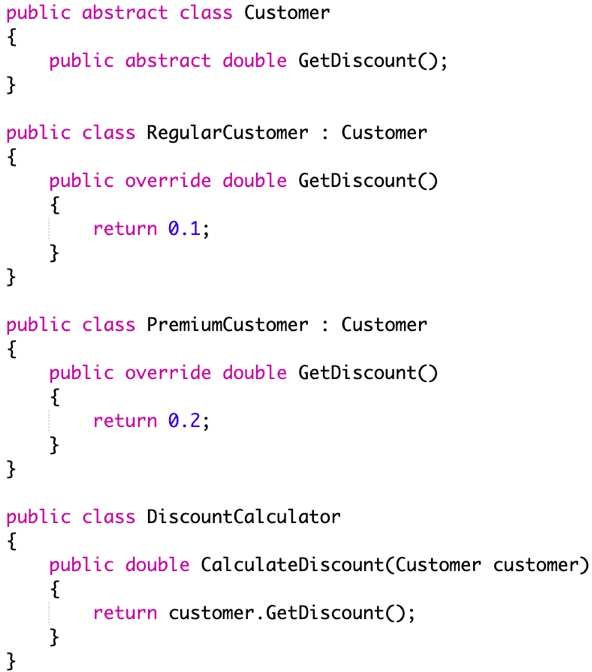 public abstract class Customer
{
    public abstract double GetDiscount();
}

public class RegularCustomer : Customer
{
    public override double GetDiscount()
    {
        return 0.1;
    }
}

public class PremiumCustomer : Customer
{
    public override double GetDiscount()
    {
        return 0.2;
    }
}

public class DiscountCalculator
{
    public double CalculateDiscount(Customer customer)
    {
        return customer.GetDiscount();
    }
}